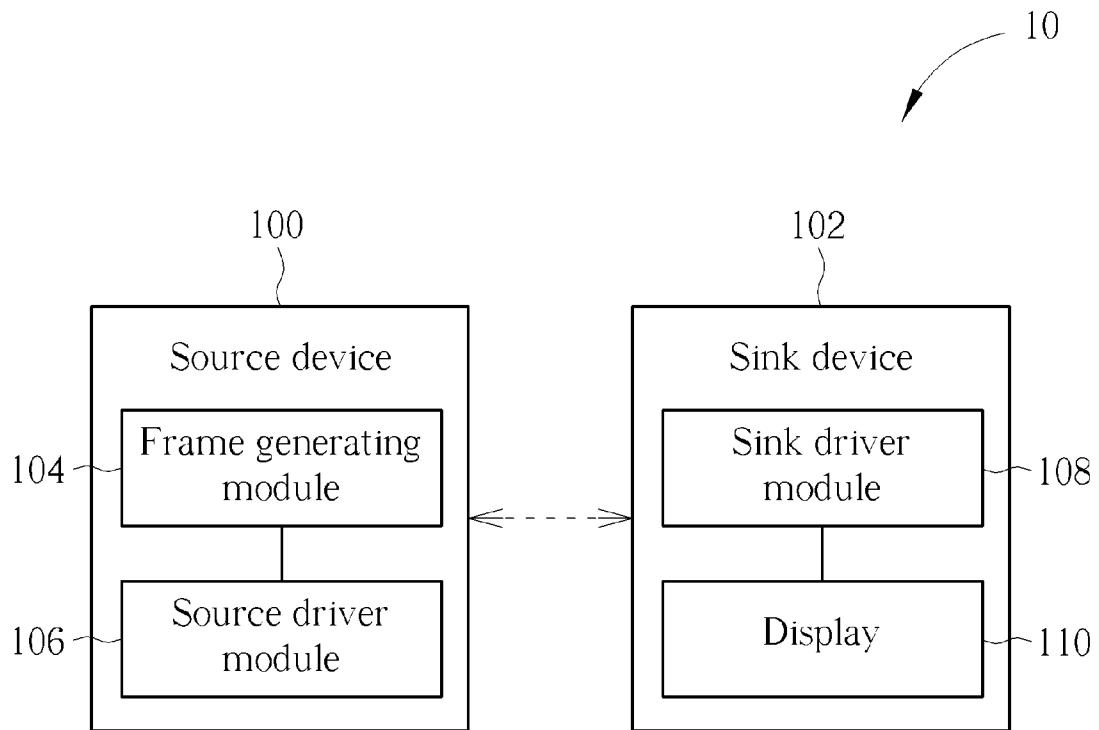 10
100
102
Source device
Sink device
Frame generating
module
104
Sink driver
module
108
Source driver
module
106
Display
110